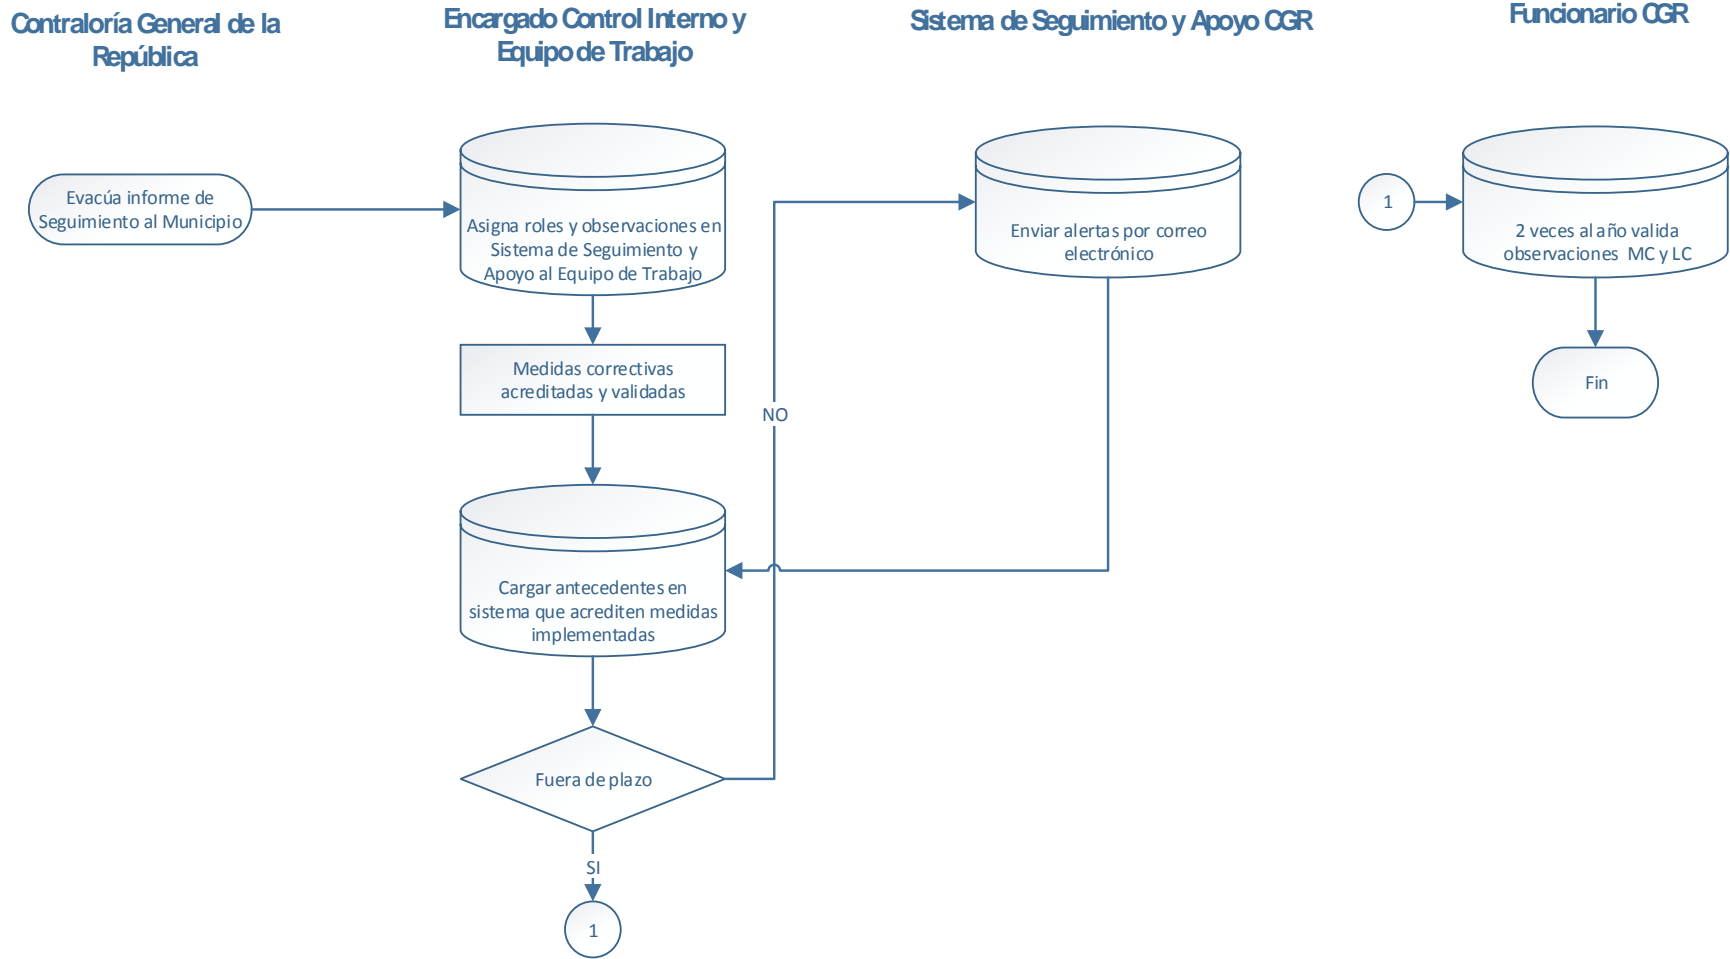 Contraloría General de la
República
Encargado Control Interno y
Equipo de Trabajo
Sistema de Seguimiento y Apoyo CGR
Funcionario CGR
Evacúa informe de
Seguimiento al Municipio
Asigna roles y observaciones en
Sistema de Seguimiento y
Apoyo al Equipo de Trabajo
Enviar alertas por correo
electrónico
1
2 veces al año valida
observaciones MC y LC
Medidas correctivas
acreditadas y validadas
Fin
NO
Cargar antecedentes en
sistema que acrediten medidas
implementadas
Fuera de plazo
SI
1